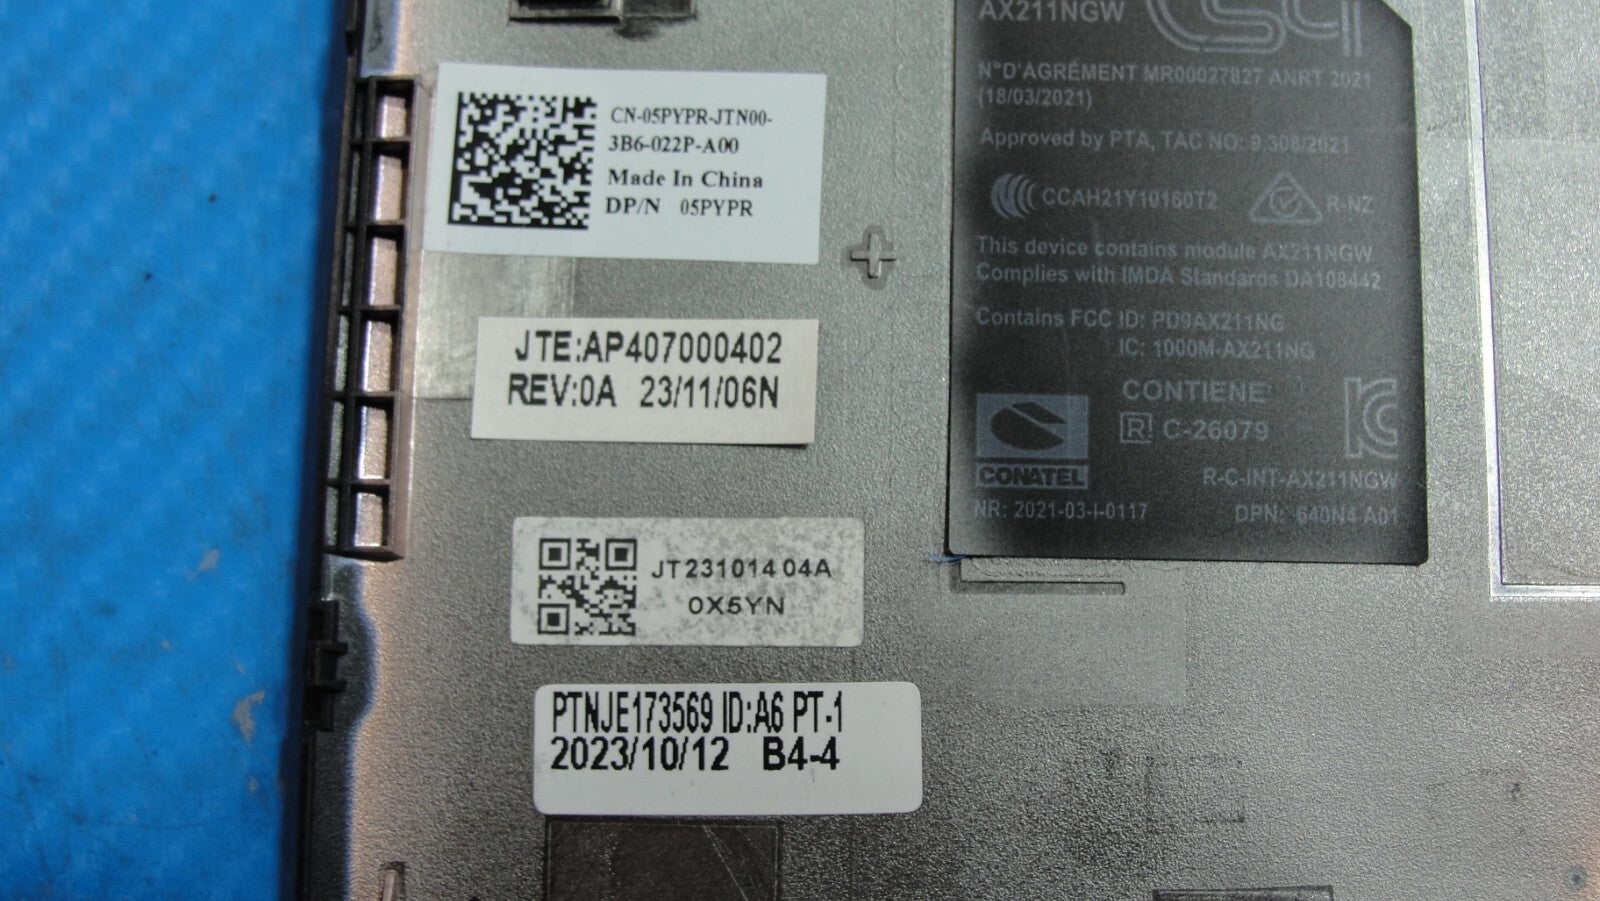 CN-05PYPR-JTN00-
3B6-022P-A00
Made In China
DP/N 05PYPR
JTE:AP407000402
REV:0A 23/11/06N
JT23101404A
0X5YN
PTNJE173569 ID:A6 PT-1
2023/10/12 B4-4
AX211NGW
N°D'AGRÉMENT MR00027827 ANRT 2021
(18/03/2021)
Approved by PTA, TAC NO: 9.308/2021
CCAH21Y10160T2
R-NZ
This device contains module AX211NGW
Complies with IMDA Standards DA108442
Contains FCC ID: PD9AX211NG
IC: 1000M-AX211NG
CONTIENE
R C-26079
CONATEL
R-C-INT-AX211NGW
NR: 2021-03-I-0117
DPN: 640N4 A01